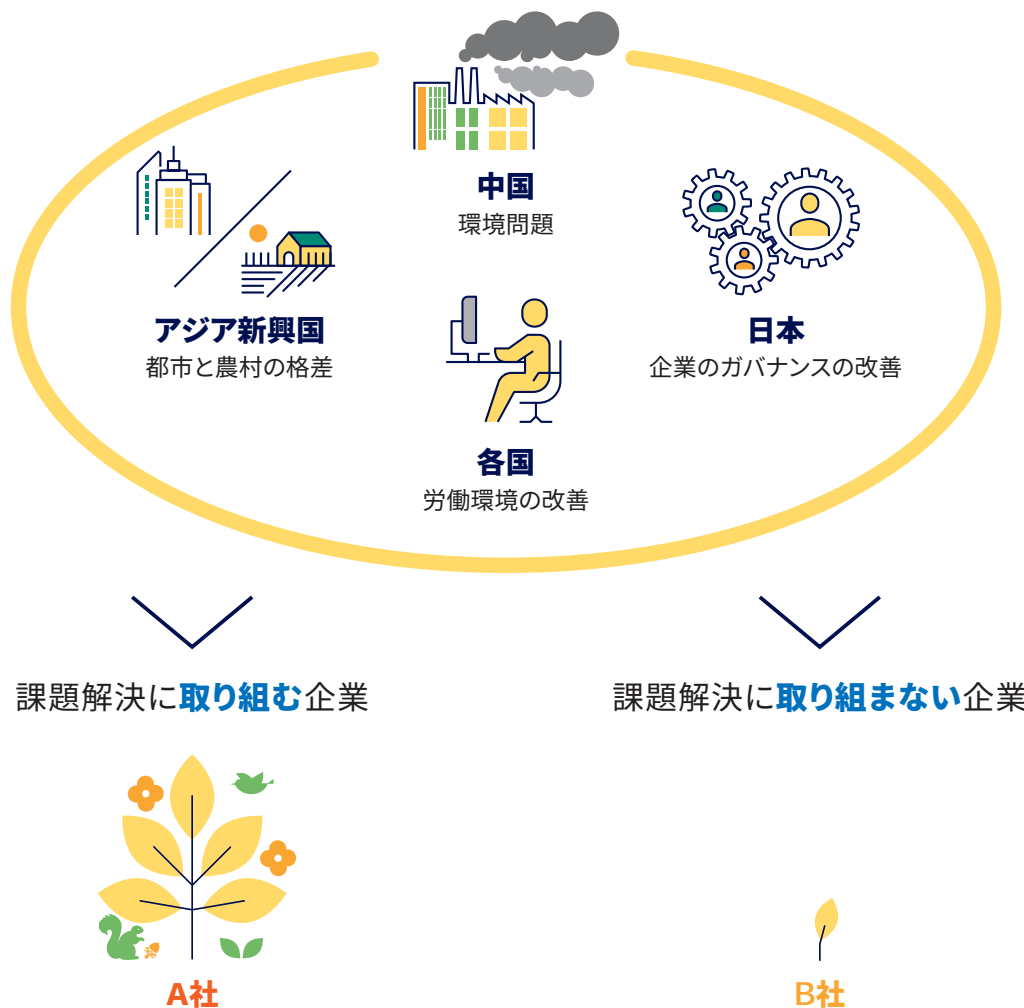 中国
環境問題
アジア新興国
都市と農村の格差
日本
企業のガバナンスの改善
各国
労働環境の改善
課題解決に取り組む企業
課題解決に取り組まない企業
A社
B社